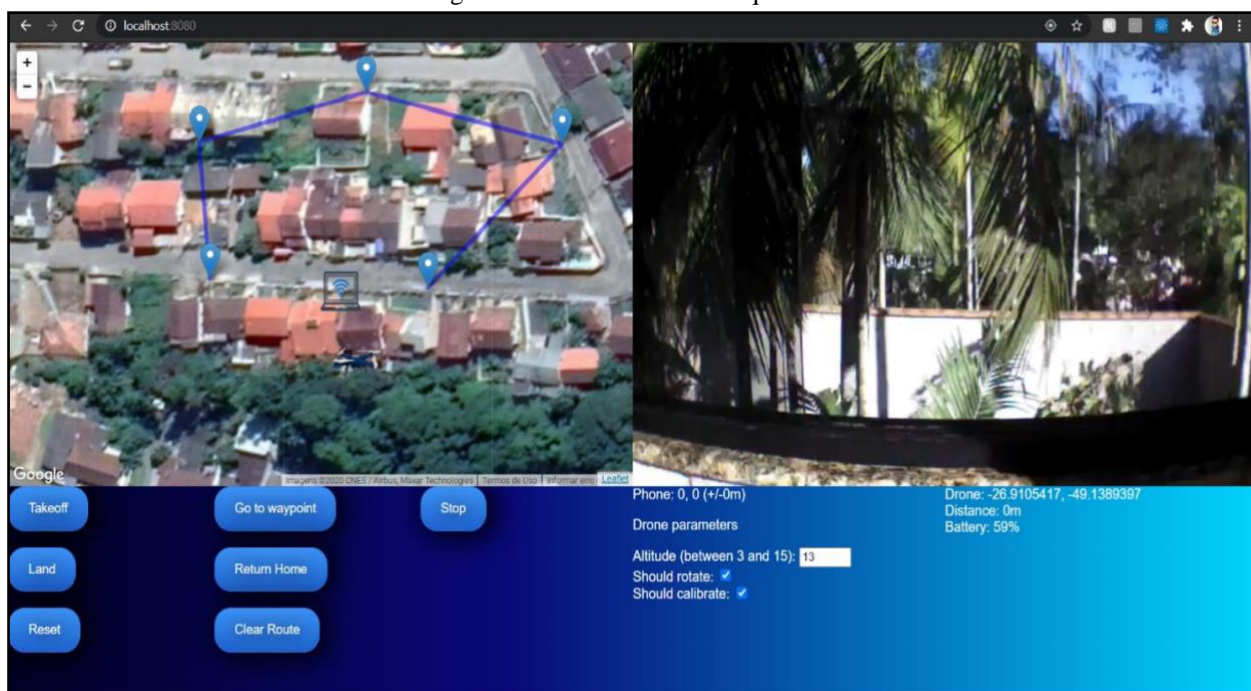 localhost:8080
+
-
Google
Imagens ©2020 CNES / Airbus, Maxar Technologies | Termos de Uso | Informar erro
Leaflet
Takeoff
Go to waypoint
Stop
Land
Return Home
Reset
Clear Route
Phone: 0, 0 (+/-0m)
Drone parameters
Altitude (between 3 and 15): 13
Should rotate:
Should calibrate:
Drone: -26.9105417, -49.1389397
Distance: 0m
Battery: 59%